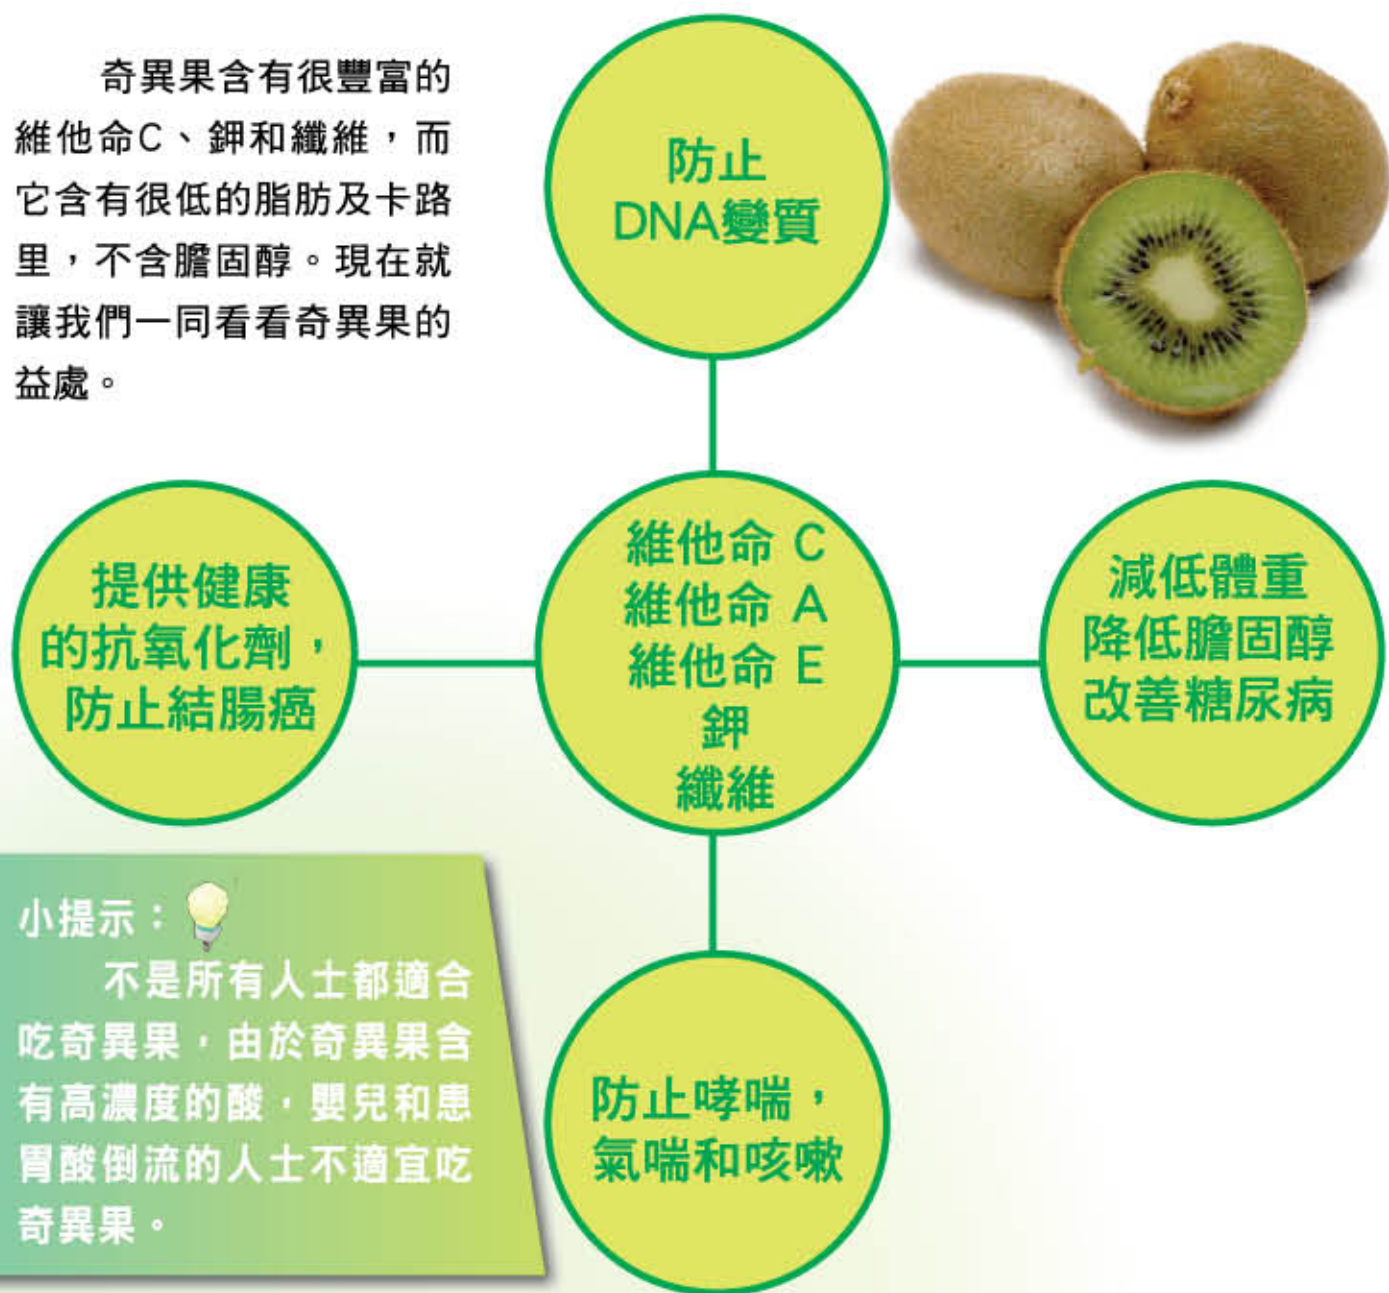 奇異果含有很豐富的
維他命C、鉀和纖維,而
它含有很低的脂肪及卡路
里,不含膽固醇。現在就
讓我們一同看看奇異果的
益處。
防止
DNA變質
提供健康
的抗氧化劑,
防止結腸癌
維他命 C
維他命 A
維他命 E
鉀
纖維
減低體重
降低膽固醇
改善糖尿病
小提示:
不是所有人士都適合
吃奇異果,由於奇異果含
有高濃度的酸,嬰兒和患
胃酸倒流的人士不適宜吃
奇異果。
防止哮喘,
氣喘和咳嗽